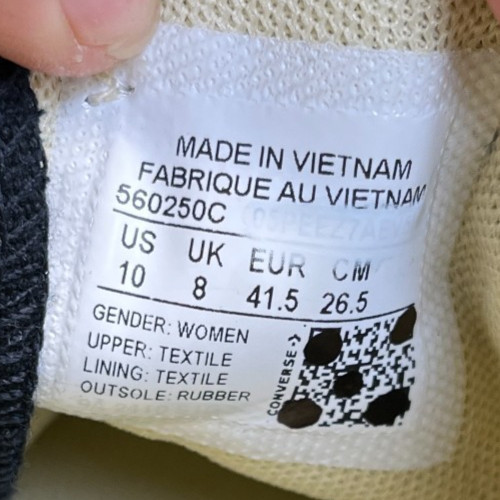 MADE IN VIETNAM
FABRIQUE AU VIETNAM
560250C
US UK EUR CM
10 8 41.5 26.5
GENDER: WOMEN
UPPER: TEXTILE
LINING: TEXTILE
OUTSOLE: RUBBER
CONVERSE->